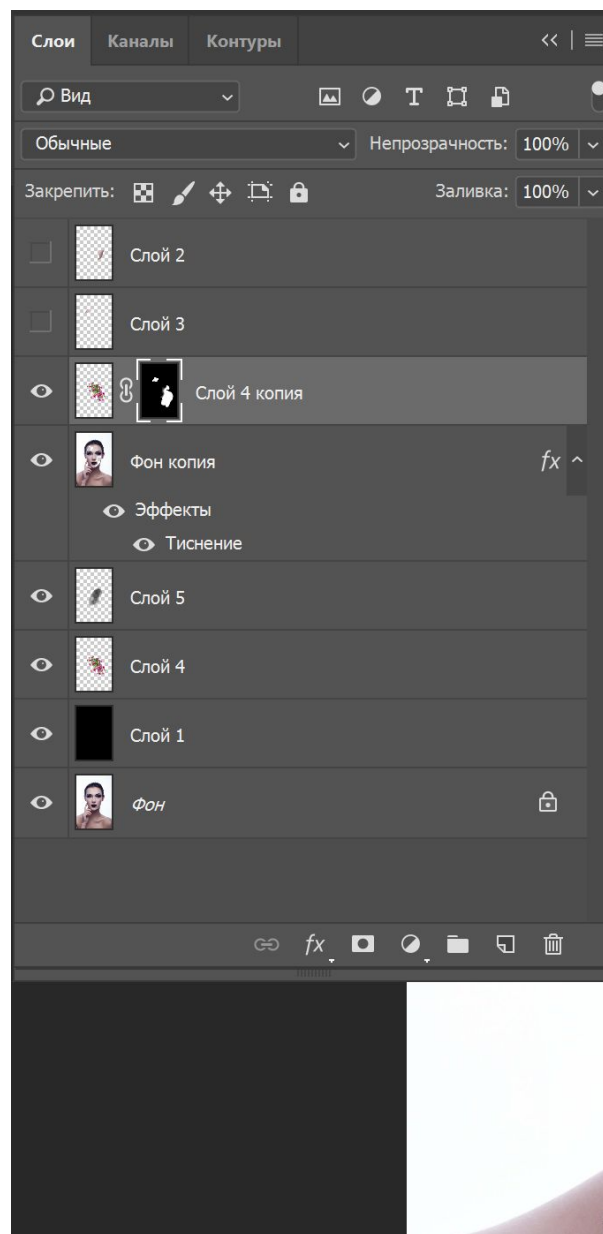 Слои Каналы Контуры
Вид
Обычные Непрозрачность: 100%
Закрепить: Заливка: 100%
Слой 2
Слой 3
Слой 4 копия
Фон копия fx
Эффекты
Тиснение
Слой 5
Слой 4
Слой 1
Фон
fx